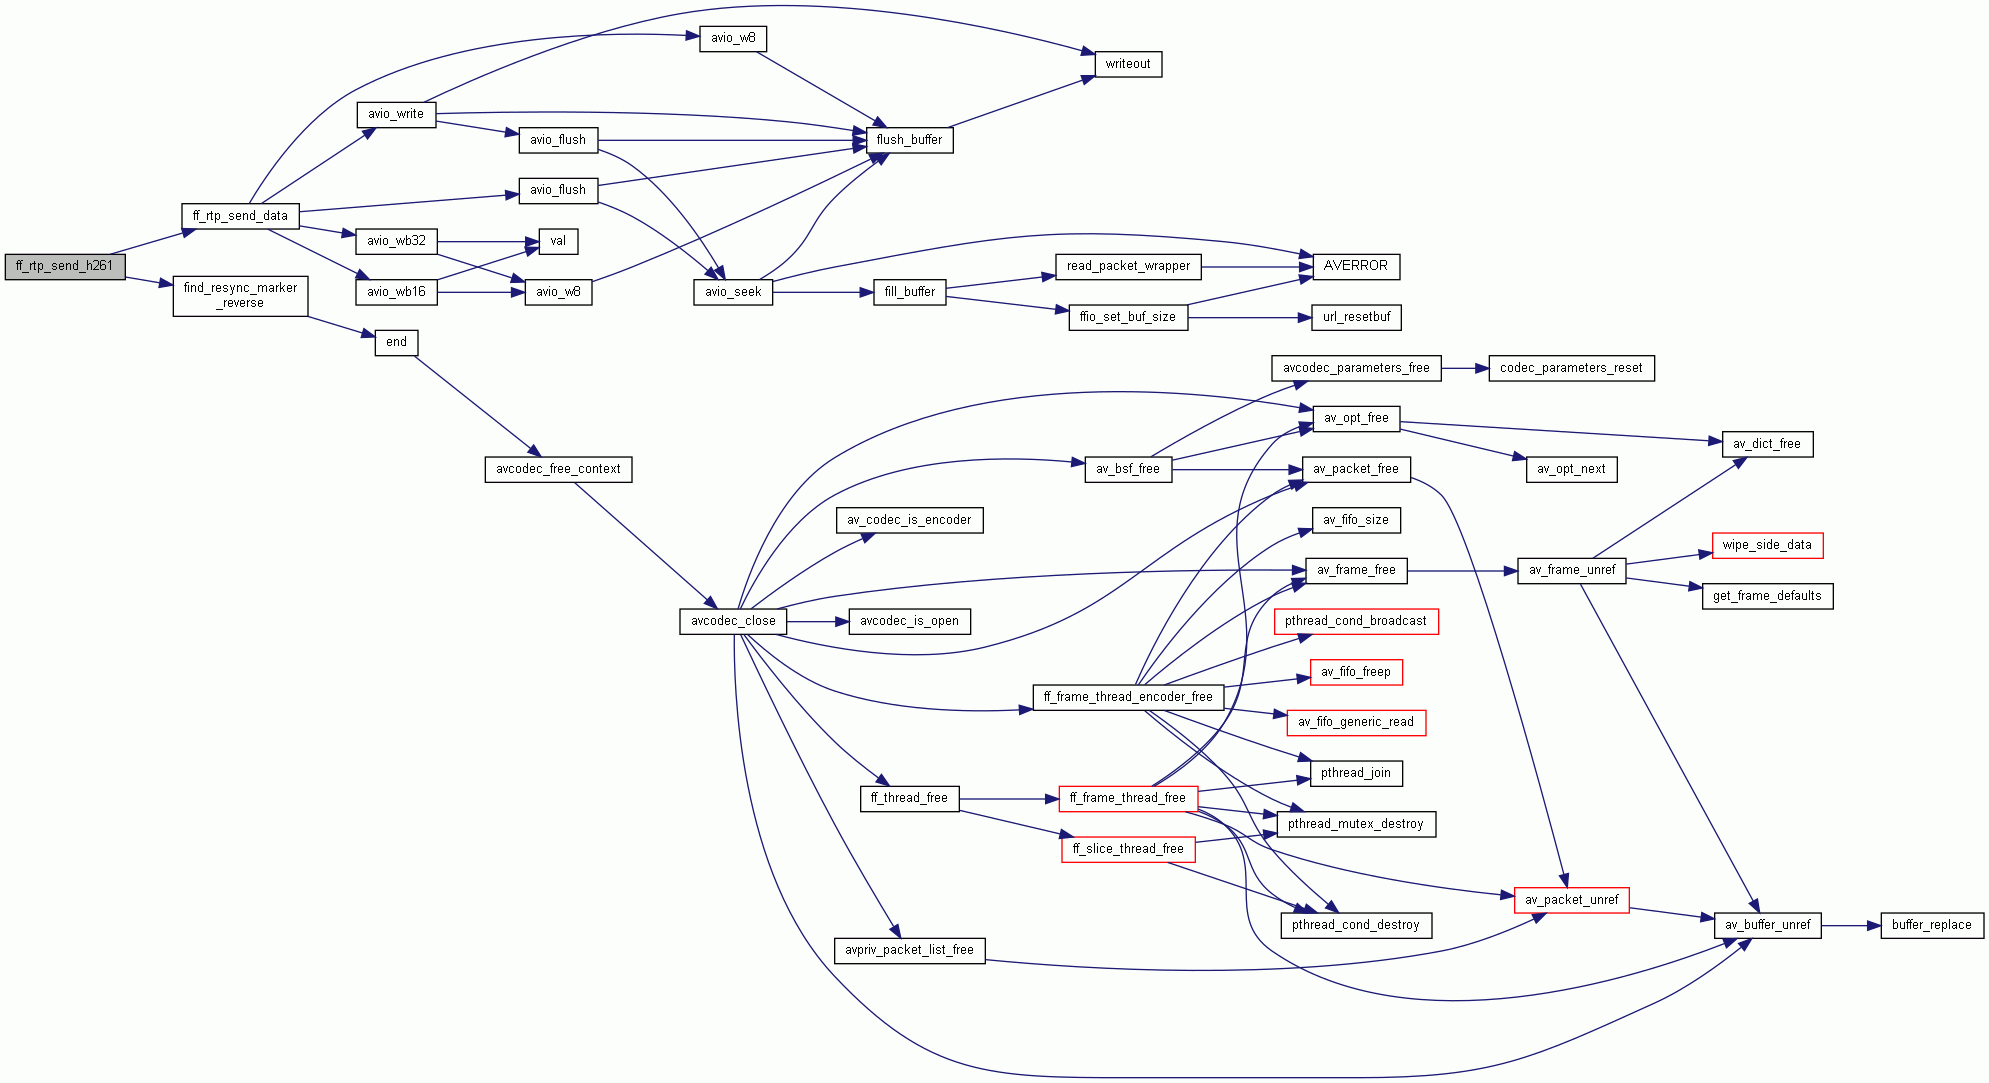 avio_w8
writeout
avio_write
avio_flush
flush_buffer
avio_flush
ff_rtp_send_data
avio_wb32
val
ff_rtp_send_h261
read_packet_wrapper
AVERROR
find_resync_marker
_reverse
avio_wb16
avio_w8
avio_seek
fill_buffer
ffio_set_buf_size
url_resetbuf
end
avcodec_parameters_free
codec_parameters_reset
av_opt_free
av_dict_free
avcodec_free_context
av_bsf_free
av_packet_free
av_opt_next
av_codec_is_encoder
av_fifo_size
wipe_side_data
av_frame_free
av_frame_unref
get_frame_defaults
avcodec_close
avcodec_is_open
pthread_cond_broadcast
av_fifo_freep
ff_frame_thread_encoder_free
av_fifo_generic_read
pthread_join
ff_thread_free
ff_frame_thread_free
pthread_mutex_destroy
ff_slice_thread_free
av_packet_unref
pthread_cond_destroy
av_buffer_unref
buffer_replace
avpriv_packet_list_free